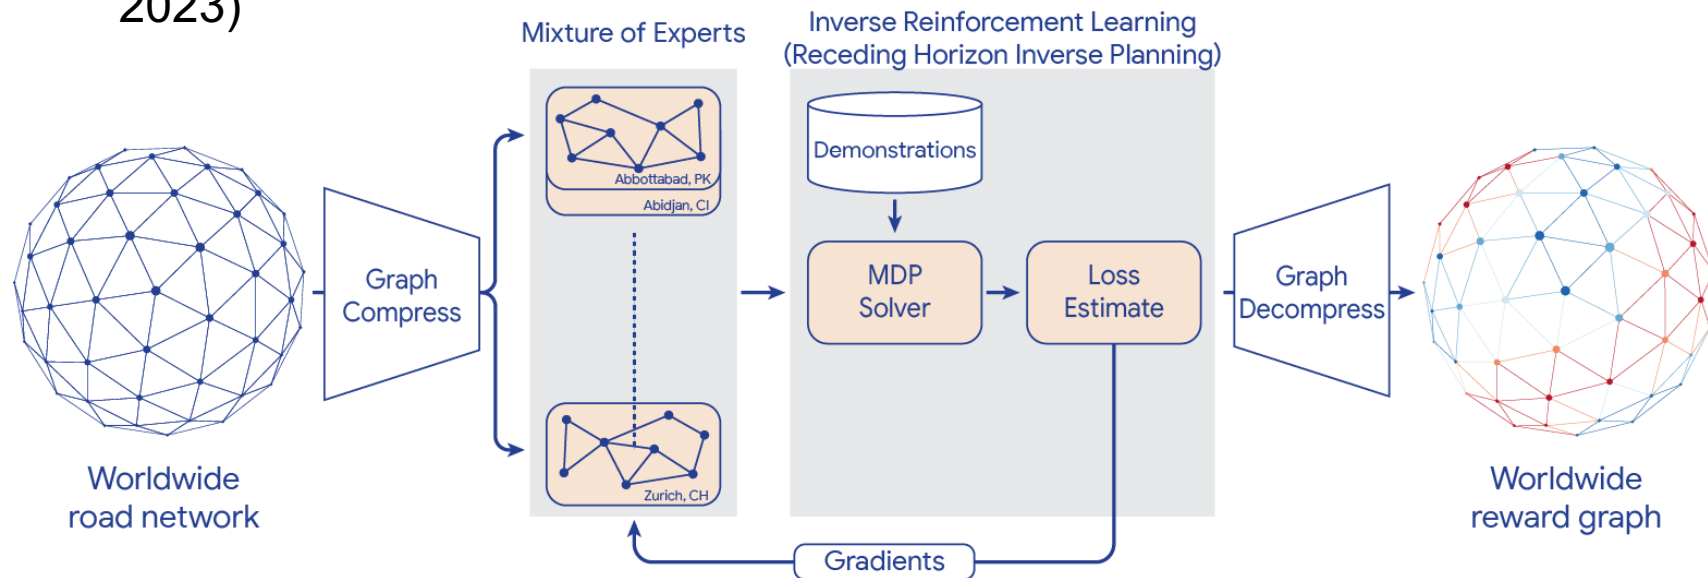 2023)
Mixture of Experts
Inverse Reinforcement Learning
(Receding Horizon Inverse Planning)
Abbottabad, PK
Abidjan, CI
Demonstrations
Graph
Compress
MDP
Solver
Loss
Estimate
Graph
Decompress
Zurich, CH
Worldwide
road network
Worldwide
reward graph
Gradients